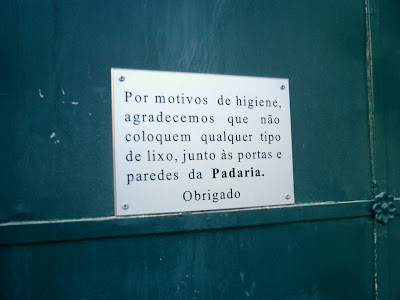 Por motivos de higiene,
agradecemos que não
coloquem qualquer tipo
de lixo, junto às portas e
paredes da Padaria.
Obrigado